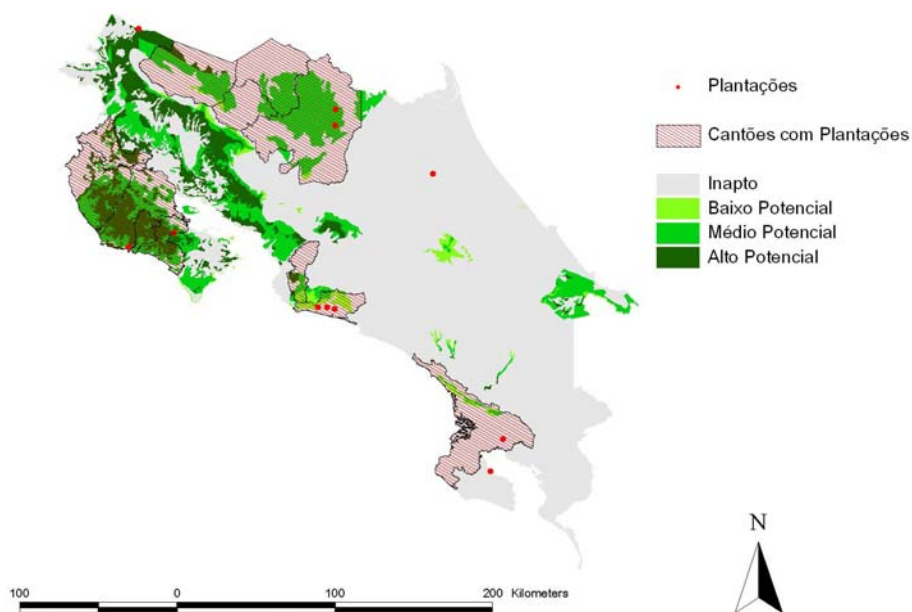 Plantações
Cantões com Plantações
Inapto
Baixo Potencial
Médio Potencial
Alto Potencial
N
100 0 100 200 Kilometers